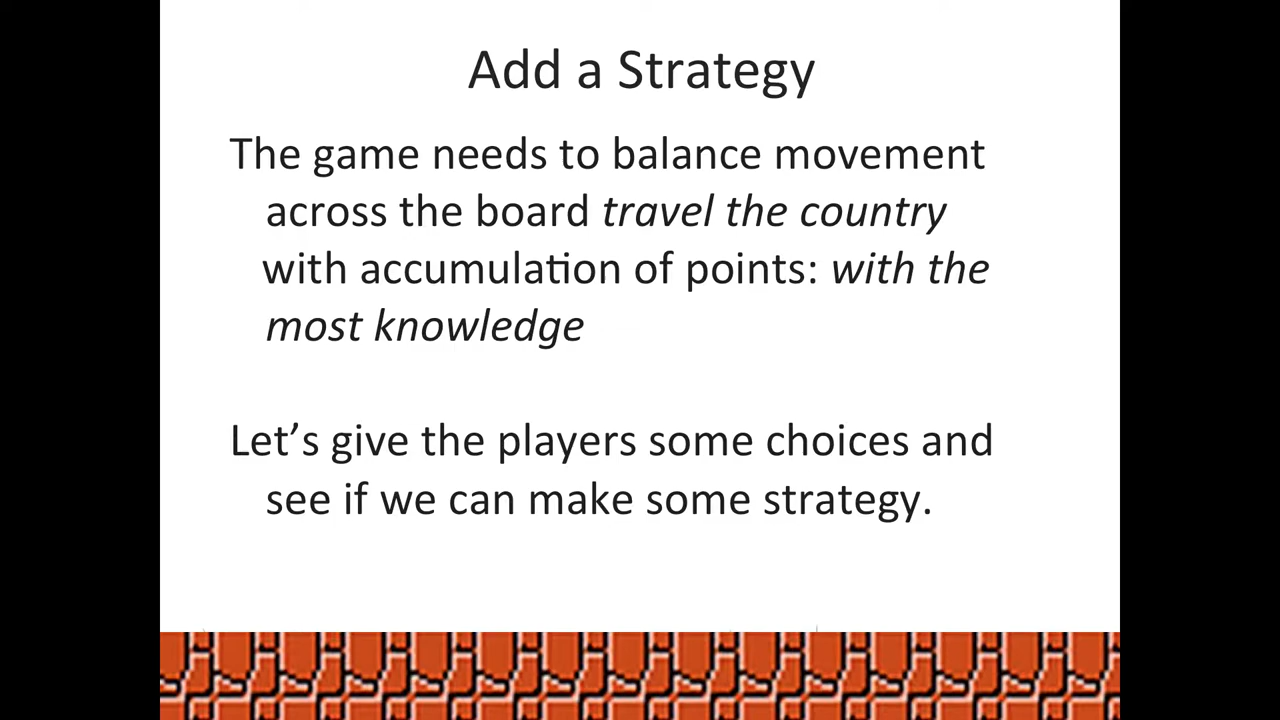 Add a Strategy
The game needs to balance movement
across the board travel the country
with accumulation of points: with the
most knowledge
Let’s give the players some choices and
see if we can make some strategy.